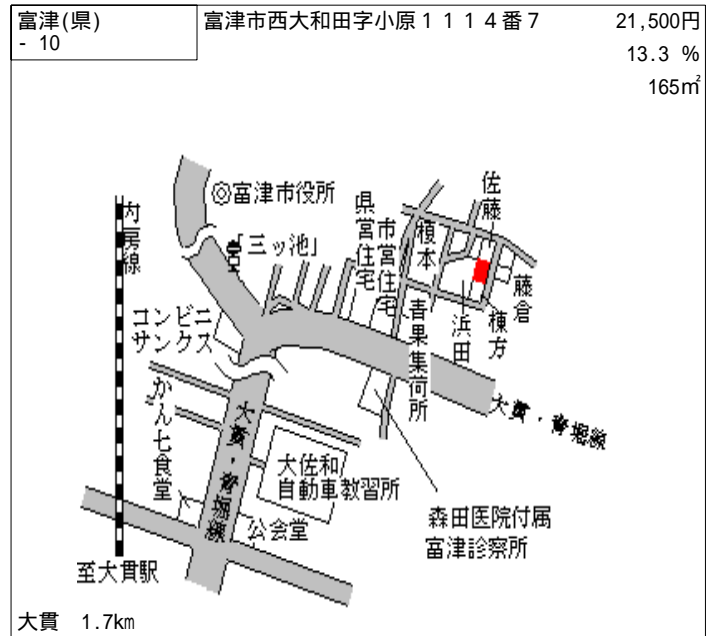 富津(県)
- 10
富津市西大和田字小原１１１４番７
21,500円
13.3 %
165㎡
◎富津市役所
内房線
「三ッ池」
県営住宅
市営住宅
榎本
佐藤
藤倉
棟方
浜田
青果集荷所
コンビニ
サンクス
かん七食堂
大貫・青堀線
大貫・青堀線
大佐和
自動車教習所
公会堂
森田医院付属
富津診察所
至大貫駅
大貫 1.7km